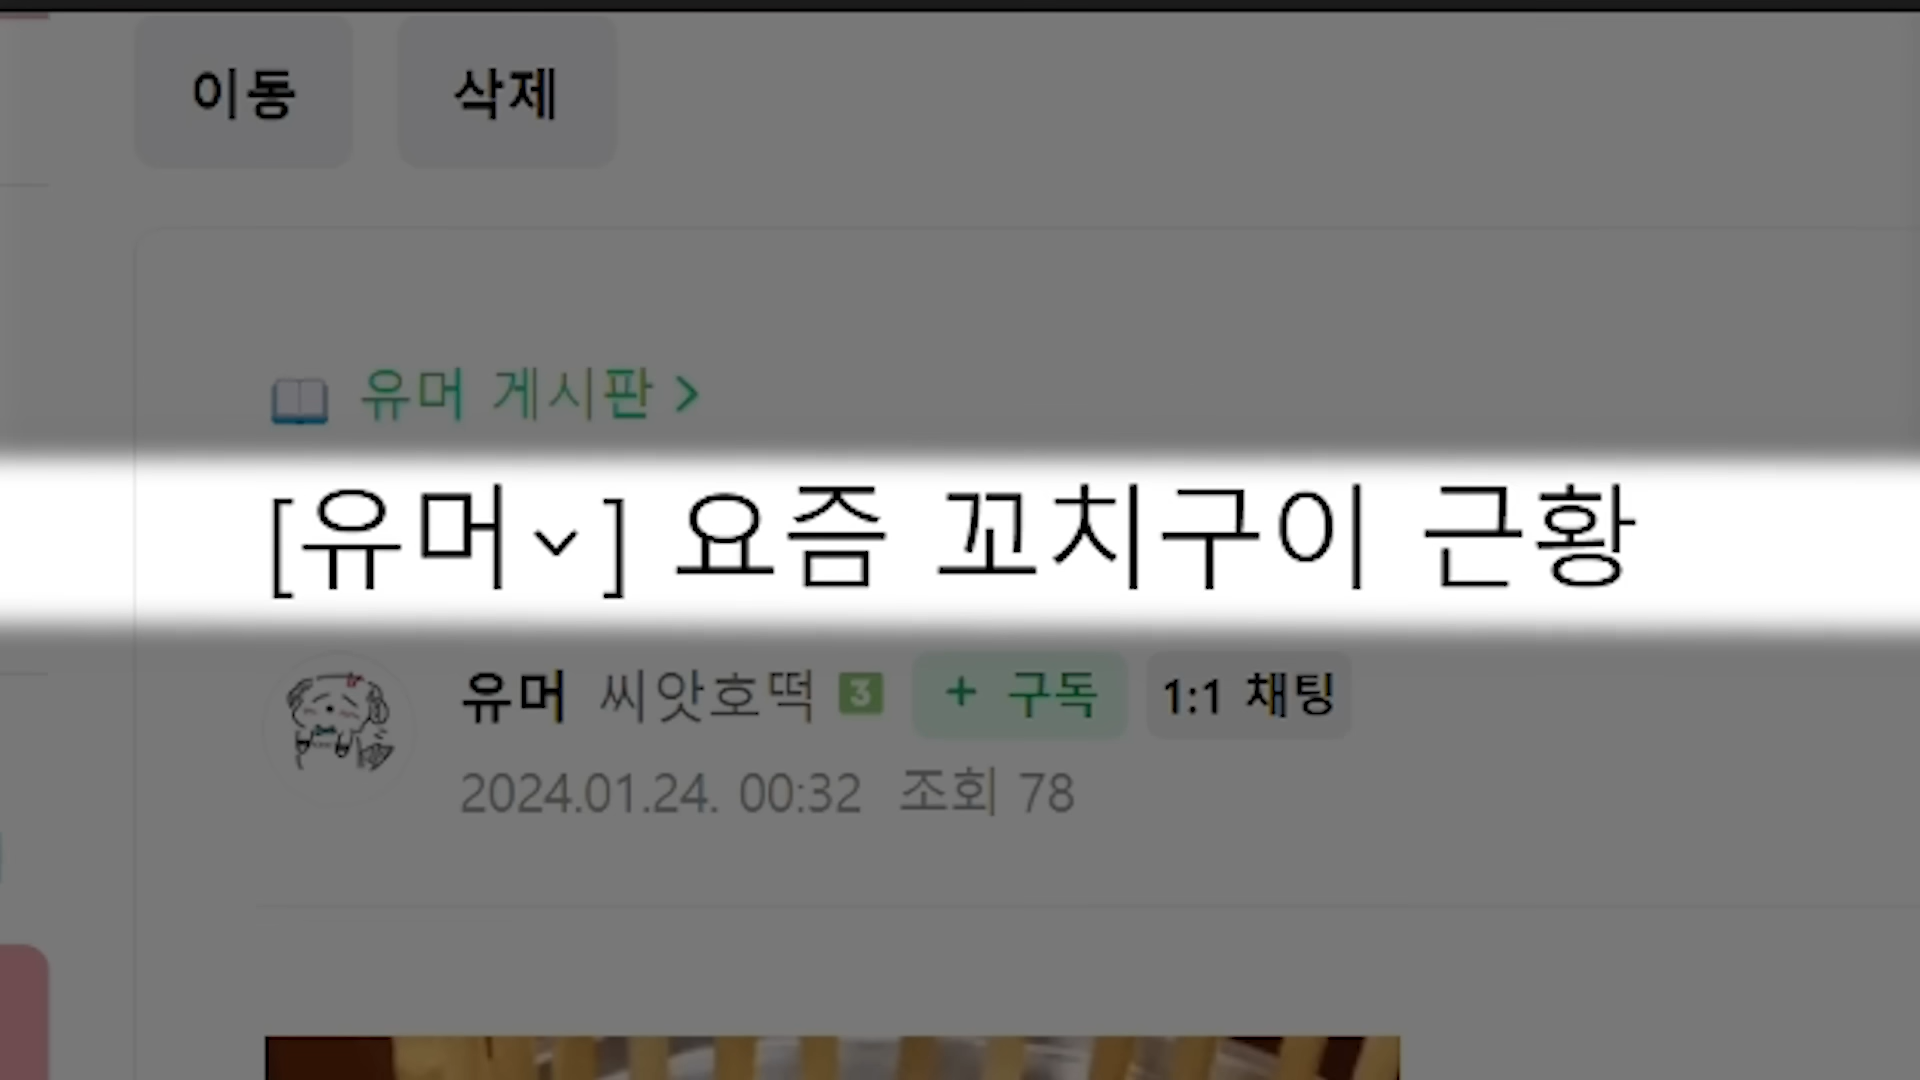 이동 삭제
유머 게시판 >
[유머⌵] 요즘 꼬치구이 근황
유머 씨앗호떡 3 + 구독 1:1 채팅
2024.01.24. 00:32 조회 78